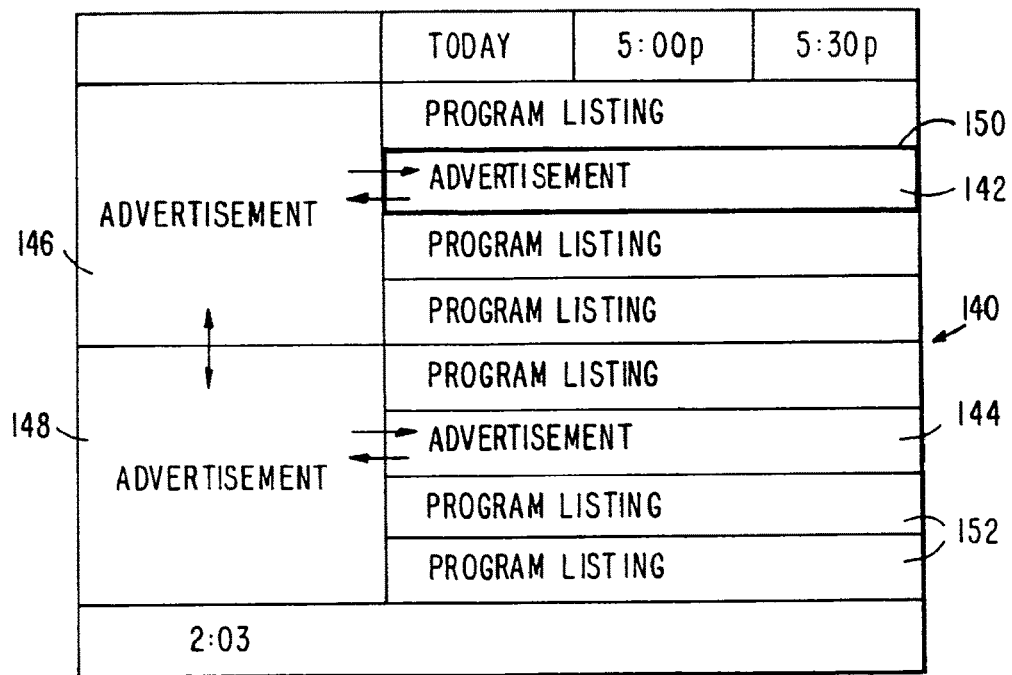 TODAY 5:00p 5:30p
PROGRAM LISTING
150
ADVERTISEMENT
142
ADVERTISEMENT
146
PROGRAM LISTING
PROGRAM LISTING
140
PROGRAM LISTING
148
ADVERTISEMENT
144
ADVERTISEMENT
PROGRAM LISTING
152
PROGRAM LISTING
2:03